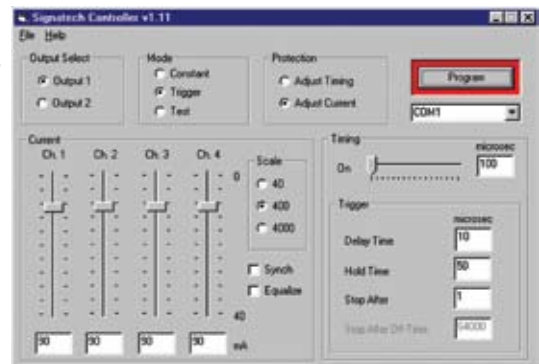 Signatech Controller v1.11
File Help
Output Select
Output 1
Output 2
Mode
Constant
Trigger
Test
Protection
Adjust Timing
Adjust Current
Program
COM1
Current
Ch. 1 Ch. 2 Ch. 3 Ch. 4
0
40
Scale
40
400
4000
Synch
Equalize
90 90 90 90 mA
Timing
microsec
On 100
Trigger
microsec
Delay Time 10
Hold Time 50
Stop After 1
Stop After Off Time 64000